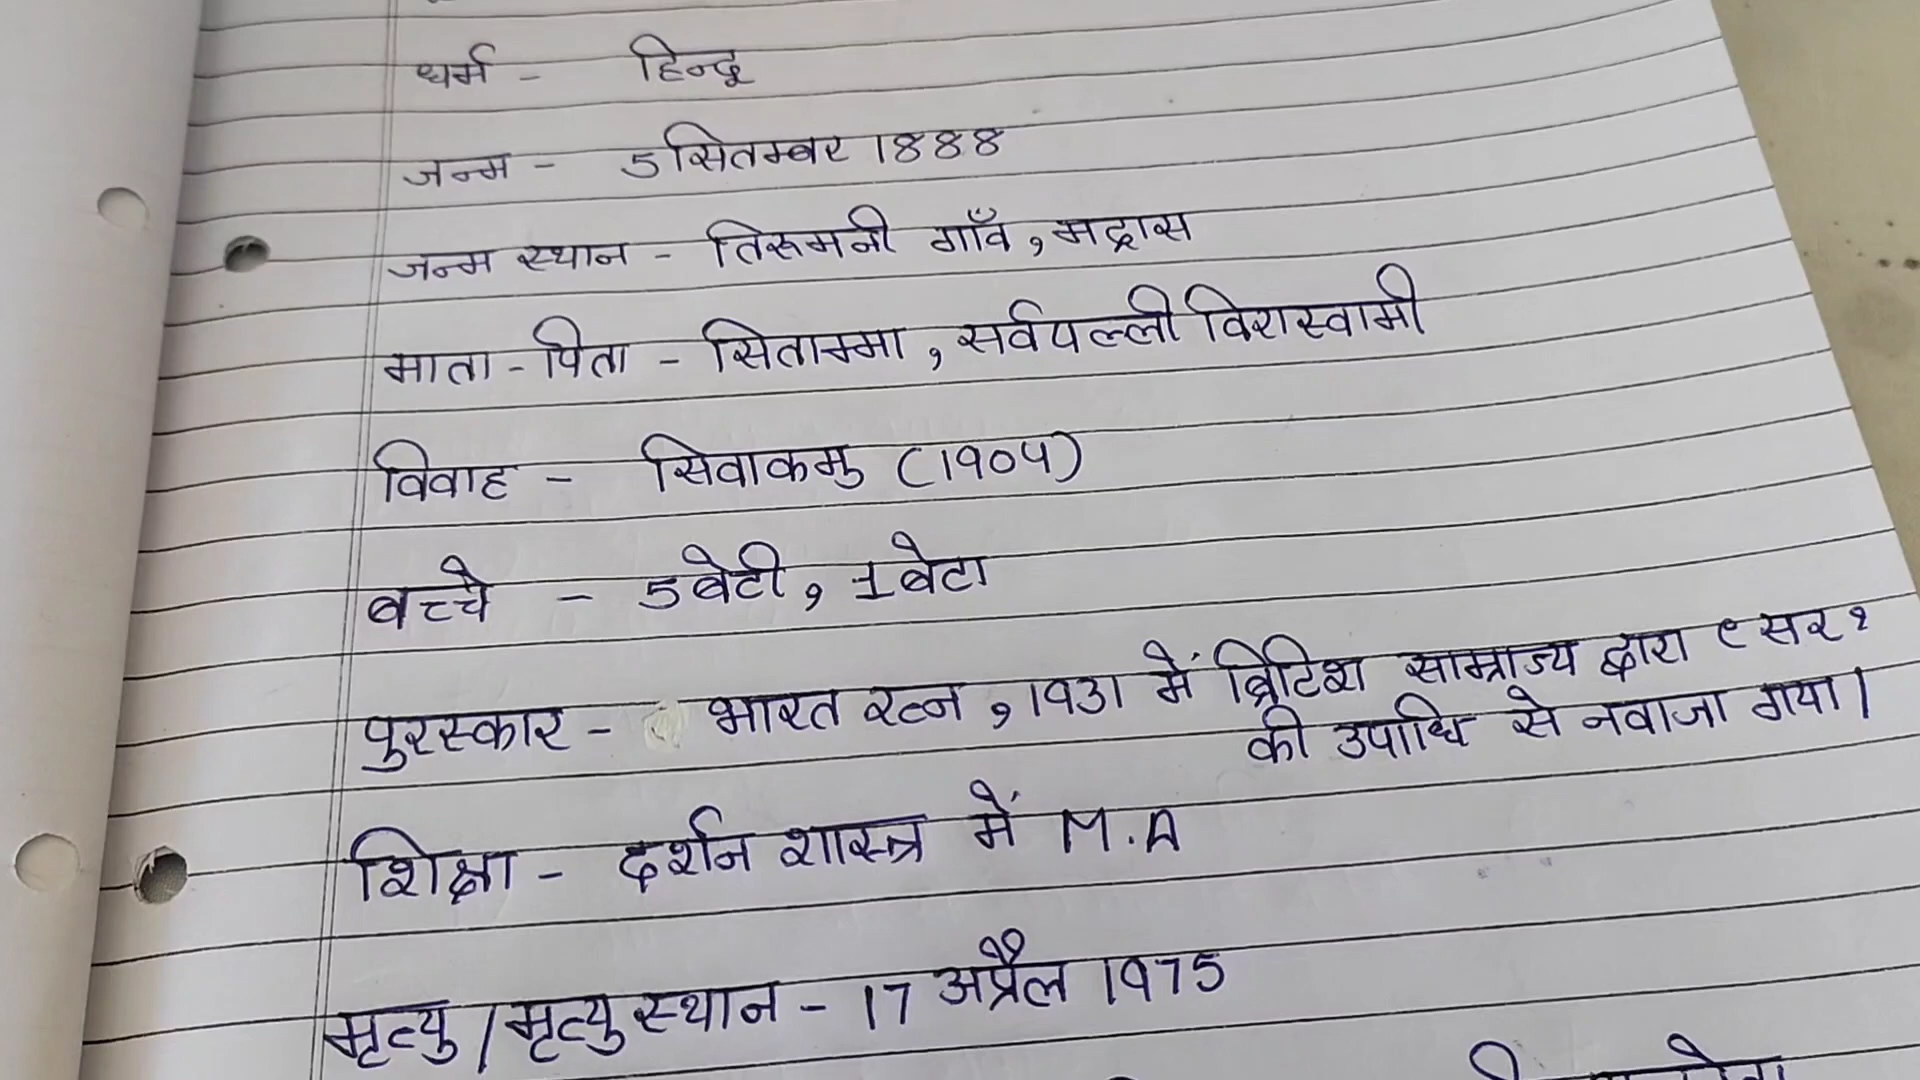 धर्म - हिन्दू
जन्म - 5 सितम्बर 1888
जन्म स्थान - तिरूमनी गाँव, मद्रास
माता - पिता - सिताम्मा, सर्वपल्ली विरास्वामी
विवाह - सिवाकमु (1904)
बच्चे - 5 बेटी, 1 बेटा
पुरस्कार - भारत रत्न, 1931 में ब्रिटिश साम्राज्य द्वारा ‘सर’
की उपाधि से नवाजा गया।
शिक्षा - दर्शन शास्त्र में M.A
मृत्यु / मृत्यु स्थान - 17 अप्रैल 1975